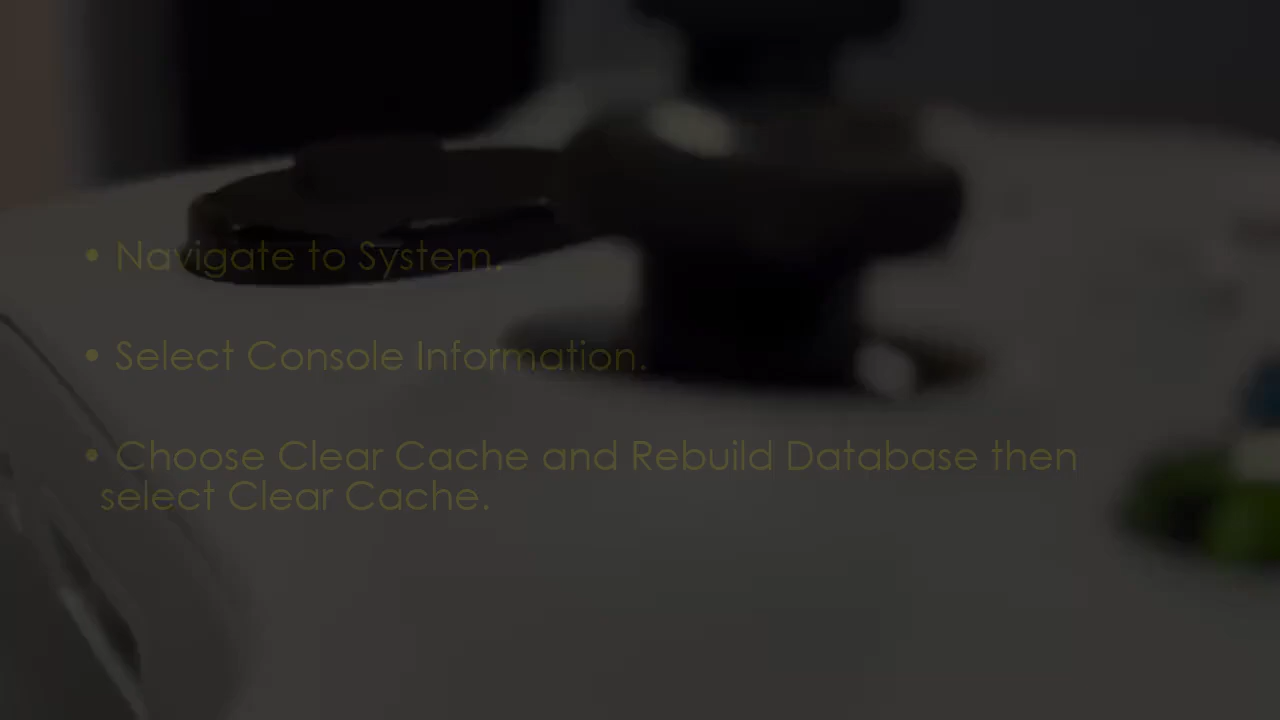 • Navigate to System.
• Select Console Information.
• Choose Clear Cache and Rebuild Database then
select Clear Cache.